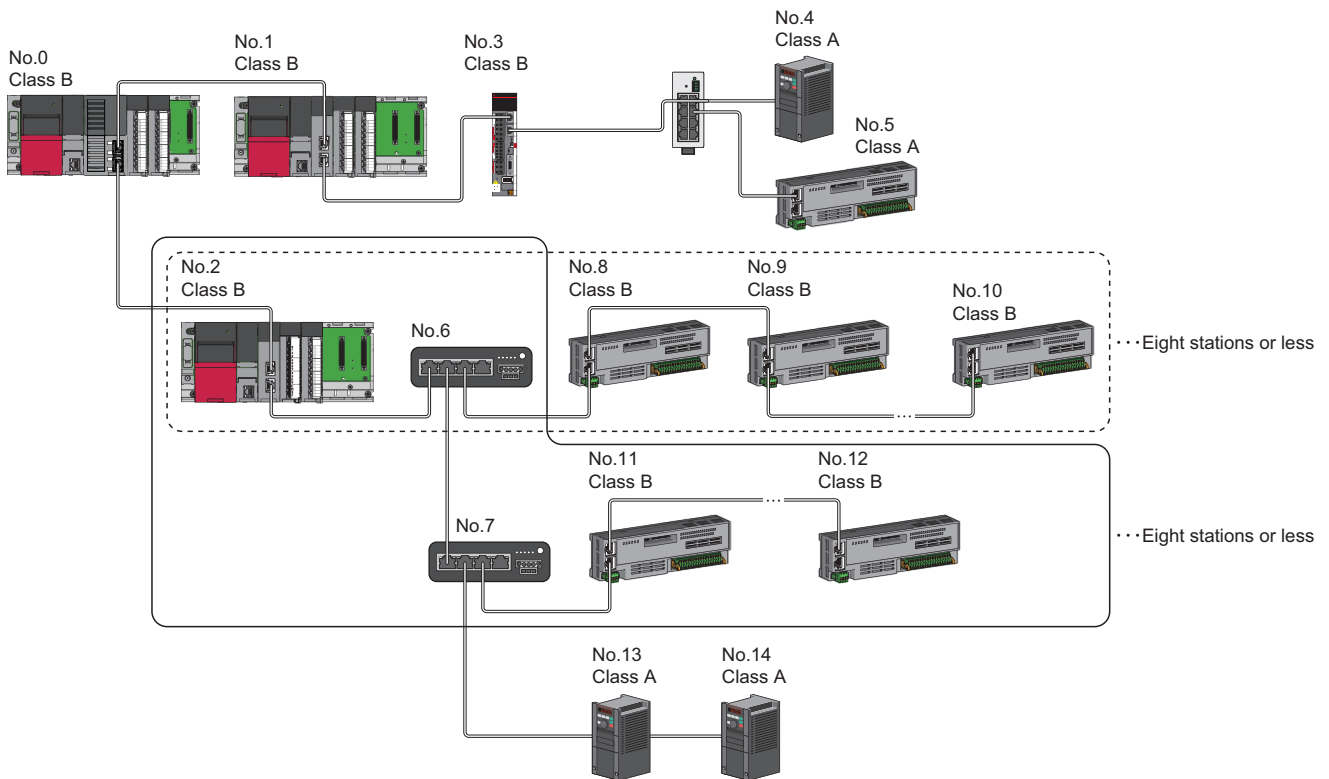 No.0
Class B
No.1
Class B
No.3
Class B
No.4
Class A
No.5
Class A
No.2
Class B
No.6
No.8
Class B
No.9
Class B
No.10
Class B
···Eight stations or less
No.7
No.11
Class B
No.12
Class B
···Eight stations or less
No.13
Class A
No.14
Class A